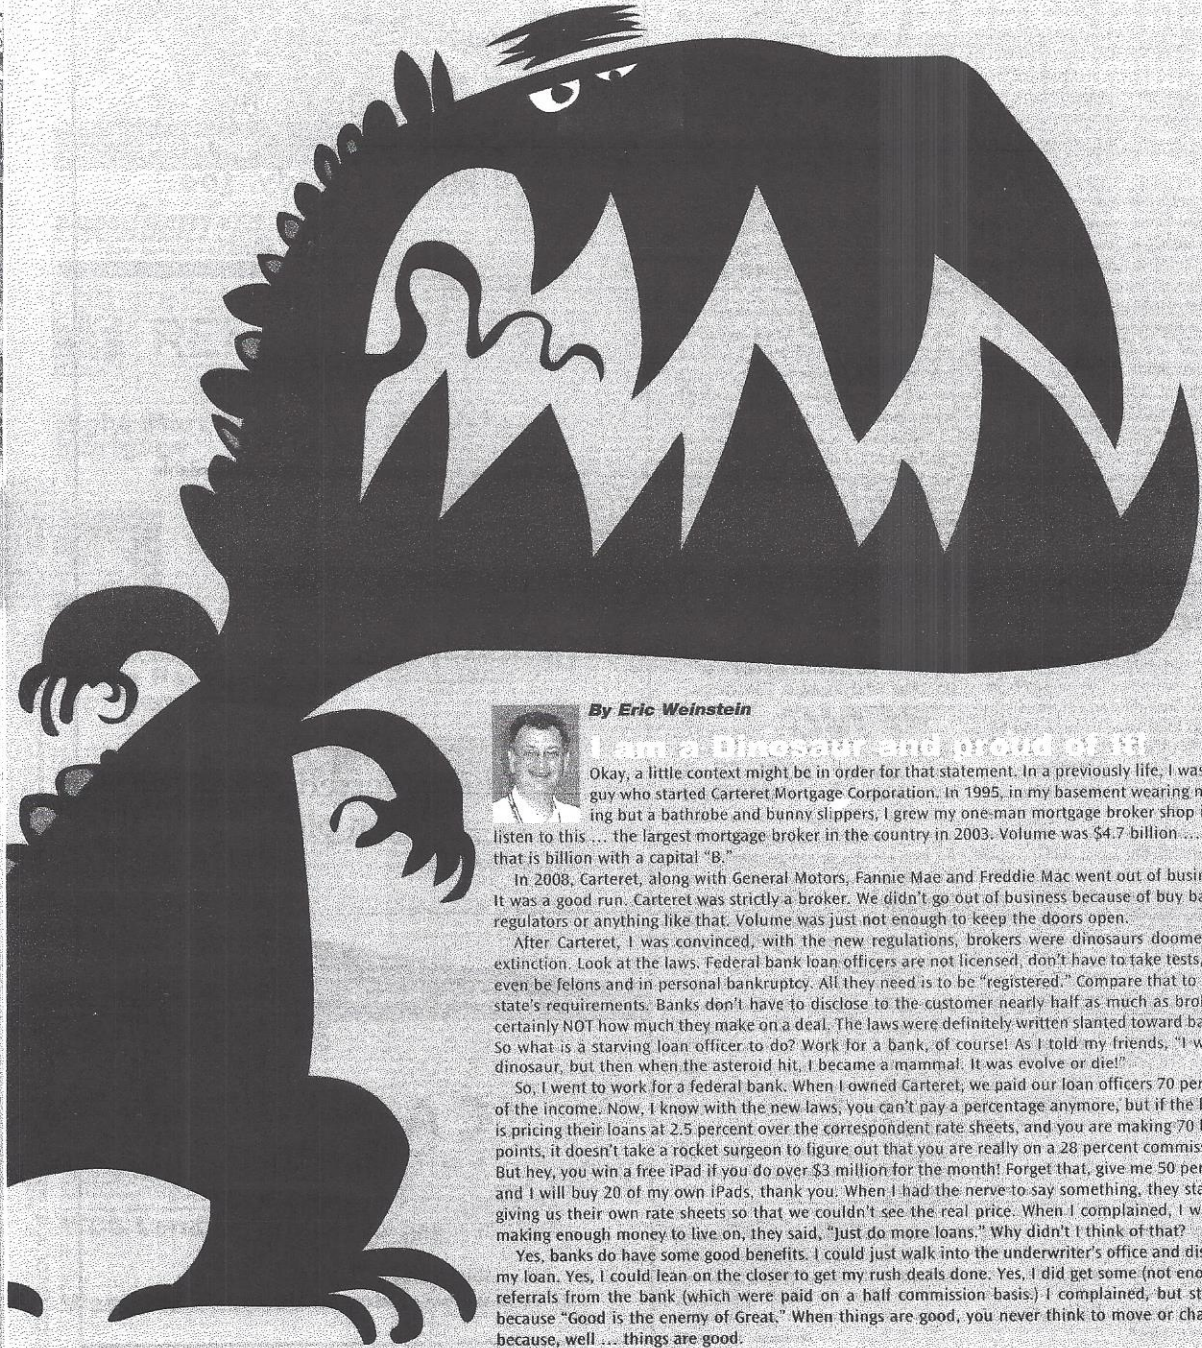 By Eric Weinstein
I am a Dinosaur and proud of it!
Okay, a little context might be in order for that statement. In a previously life, I was
guy who started Carteret Mortgage Corporation. In 1995, in my basement wearing n
ing but a bathrobe and bunny slippers, I grew my one-man mortgage broker shop
listen to this ... the largest mortgage broker in the country in 2003. Volume was $4.7 billion ...
that is billion with a capital “B.”
In 2008, Carteret, along with General Motors, Fannie Mae and Freddie Mac went out of busin
It was a good run. Carteret was strictly a broker. We didn’t go out of business because of buy ba
regulators or anything like that. Volume was just not enough to keep the doors open.
After Carteret, I was convinced, with the new regulations, brokers were dinosaurs doome
extinction. Look at the laws. Federal bank loan officers are not licensed, don’t have to take tests,
even be felons and in personal bankruptcy. All they need is to be “registered.” Compare that to
state’s requirements. Banks don’t have to disclose to the customer nearly half as much as bro
certainly NOT how much they make on a deal. The laws were definitely written slanted toward ba
So what is a starving loan officer to do? Work for a bank, of course! As I told my friends, “I w
dinosaur, but then when the asteroid hit, I became a mammal. It was evolve or die!”
So, I went to work for a federal bank. When I owned Carteret, we paid our loan officers 70 per
of the income. Now, I know with the new laws, you can’t pay a percentage anymore, but if the
is pricing their loans at 2.5 percent over the correspondent rate sheets, and you are making 70
points, it doesn’t take a rocket surgeon to figure out that you are really on a 28 percent commis
But hey, you win a free iPad if you do over $3 million for the month! Forget that, give me 50 per
and I will buy 20 of my own iPads, thank you. When I had the nerve to say something, they sta
giving us their own rate sheets so that we couldn’t see the real price. When I complained, I w
making enough money to live on, they said, “Just do more loans.” Why didn’t I think of that?
Yes, banks do have some good benefits. I could just walk into the underwriter’s office and dis
my loan. Yes, I could lean on the closer to get my rush deals done. Yes, I did get some (not eno
referrals from the bank (which were paid on a half commission basis.) I complained, but st
because “Good is the enemy of Great.” When things are good, you never think to move or cha
because, well ... things are good.